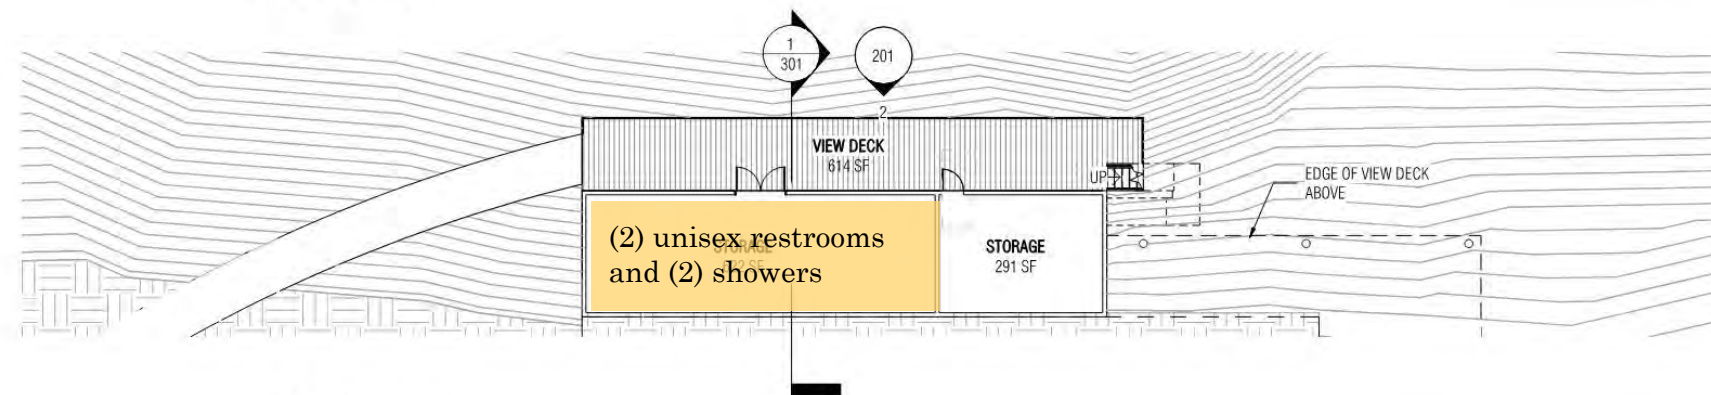 1
301
201
2
VIEW DECK
614 SF
UP
EDGE OF VIEW DECK
ABOVE
(2) unisex restrooms
and (2) showers
STORAGE
STORAGE
291 SF